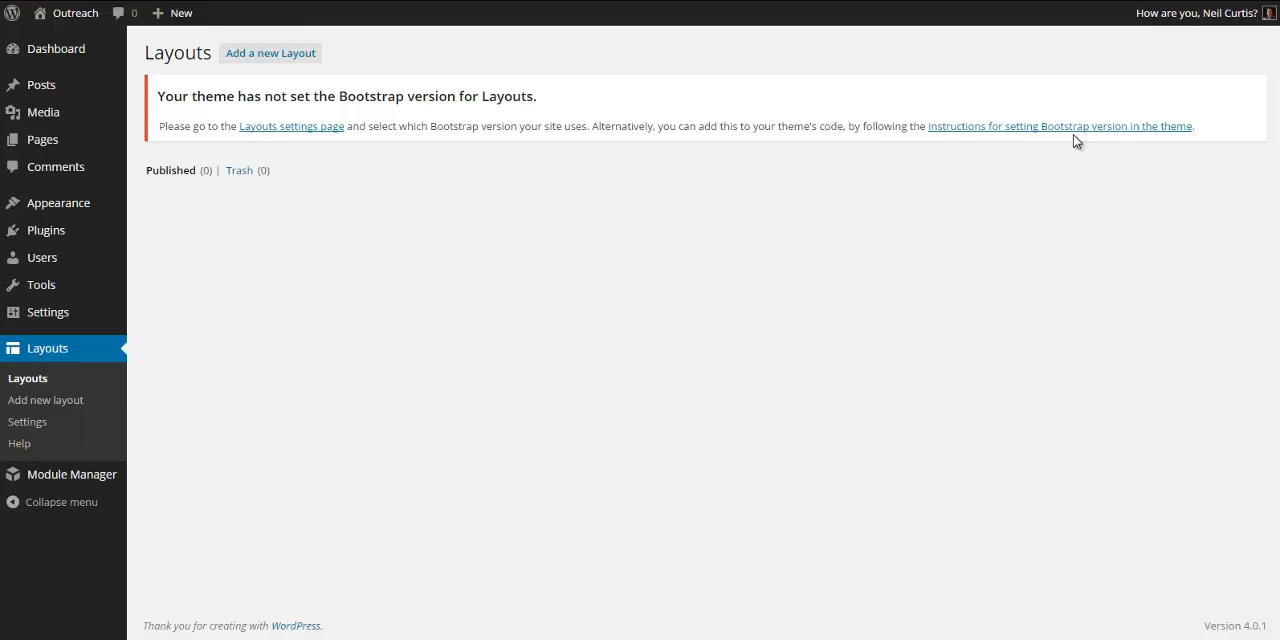 Outreach 0 New How are you, Neil Curtis?
Dashboard
Posts
Media
Pages
Comments
Appearance
Plugins
Users
Tools
Settings
Layouts
Layouts
Add new layout
Settings
Help
Module Manager
Collapse menu
Layouts Add a new Layout
Your theme has not set the Bootstrap version for Layouts.
Please go to the Layouts settings page and select which Bootstrap version your site uses. Alternatively, you can add this to your theme's code, by following the instructions for setting Bootstrap version in the theme.
Published (0) | Trash (0)
Thank you for creating with WordPress. Version 4.0.1